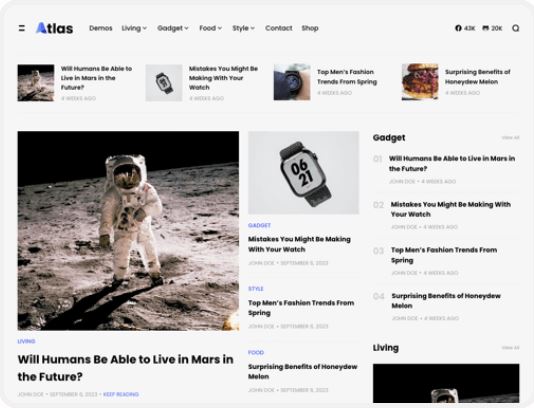 Atlas
Demos Living Gadget Food Style Contact Shop
43K 20K
Will Humans Be Able to
Live in Mars in the
Future?
4 WEEKS AGO
Mistakes You Might Be
Making With Your
Watch
4 WEEKS AGO
Top Men's Fashion
Trends From Spring
4 WEEKS AGO
Surprising Benefits of
Honeydew Melon
4 WEEKS AGO
LIVING
Will Humans Be Able to Live in Mars in
the Future?
JOHN DOE • SEPTEMBER 5, 2023 • KEEP READING
06
21
GADGET
Mistakes You Might Be Making
With Your Watch
JOHN DOE • SEPTEMBER 5, 2023
STYLE
Top Men's Fashion Trends From
Spring
JOHN DOE • SEPTEMBER 5, 2023
FOOD
Surprising Benefits of Honeydew
Melon
JOHN DOE • SEPTEMBER 5, 2023
Gadget
View All
01 Will Humans Be Able to Live in Mars in
the Future?
JOHN DOE • 4 WEEKS AGO
02 Mistakes You Might Be Making With
Your Watch
JOHN DOE • 4 WEEKS AGO
03 Top Men's Fashion Trends From
Spring
JOHN DOE • 4 WEEKS AGO
04 Surprising Benefits of Honeydew
Melon
JOHN DOE • 4 WEEKS AGO
Living
View All